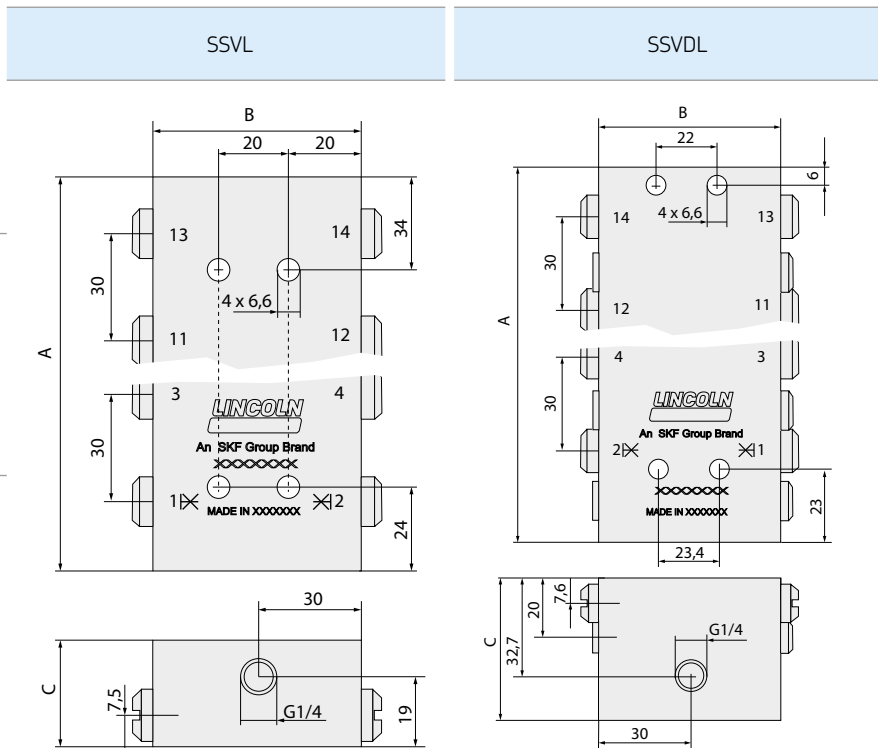 SSVL
B
20 20
A
13 14
34
30
4 x 6,6
11 12
3 4
30
LINCOLN
An SKF Group Brand
XXXXXXXX
1 2
MADE IN XXXXXXX
24
30
C
7,5
G1/4
19
SSVDL
B
22
6
A
14 13
4 x 6,6
30
12 11
4 3
30
LINCOLN
An SKF Group Brand
2 1
XXXXXXXX
MADE IN XXXXXXX
23
23,4
C
7,6
20
32,7
G1/4
30